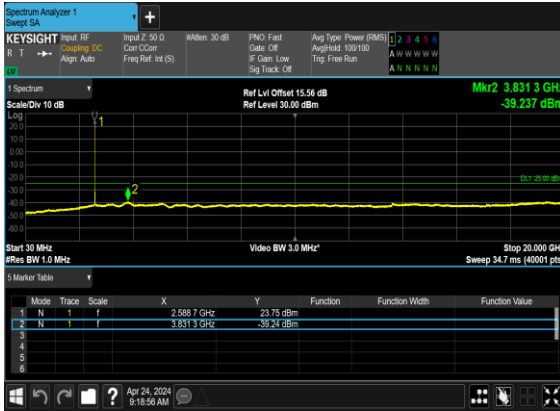 Spectrum Analyzer 1
Swept SA
+
KEYSIGHT Input: RF Input Z: 50 Ω #Atten: 30 dB PNO: Fast Avg Type: Power (RMS) 1 2 3 4 5 6
R T Coupling: DC Corr CCorr Gate: Off Avg|Hold: 100/100 A W W W W W
Align: Auto Freq Ref: Int (S) IF Gain: Low Trig: Free Run
Sig Track: Off A N N N N N
1 Spectrum Ref Lvl Offset 15.56 dB Mkr2 3.831 3 GHz
Scale/Div 10 dB Ref Level 30.00 dBm -39.237 dBm
Log
20.0
10.0
0.00
-10.0
-20.0
-30.0
-40.0
-50.0
-60.0
1
2
DL1 -25.00 dBm
Start 30 MHz Video BW 3.0 MHz* Stop 20.000 GH
#Res BW 1.0 MHz Sweep 34.7 ms (40001 pts
5 Marker Table
Mode Trace Scale X Y Function Function Width Function Value
1 N 1 f 2.588 7 GHz 23.75 dBm
2 N 1 f 3.831 3 GHz -39.24 dBm
3
4
5
6
? Apr 24, 2024
9:18:56 AM